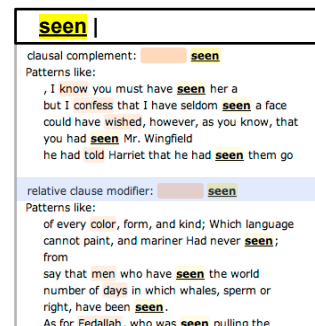 seen
clausal complement: seen
Patterns like:
, I know you must have seen her a
but I confess that I have seldom seen a face
could have wished, however, as you know, that
you had seen Mr. Wingfield
he had told Harriet that he had seen them go
relative clause modifier: seen
Patterns like:
of every color, form, and kind; Which language
cannot paint, and mariner Had never seen;
from
say that men who have seen the world
number of days in which whales, sperm or
right, have been seen.
As for Fedallah, who was seen pulling the